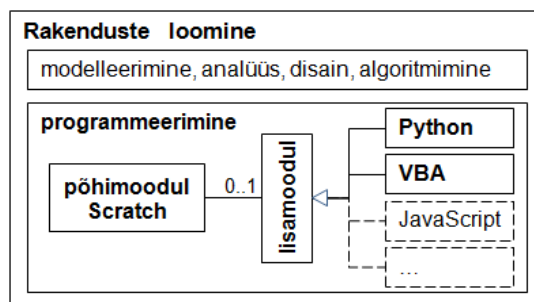 Rakenduste loomine
modelleerimine, analüüs, disain, algoritmimine
programmeerimine
põhimoodul
Scratch
0..1
lisamoodul
Python
VBA
JavaScript
...